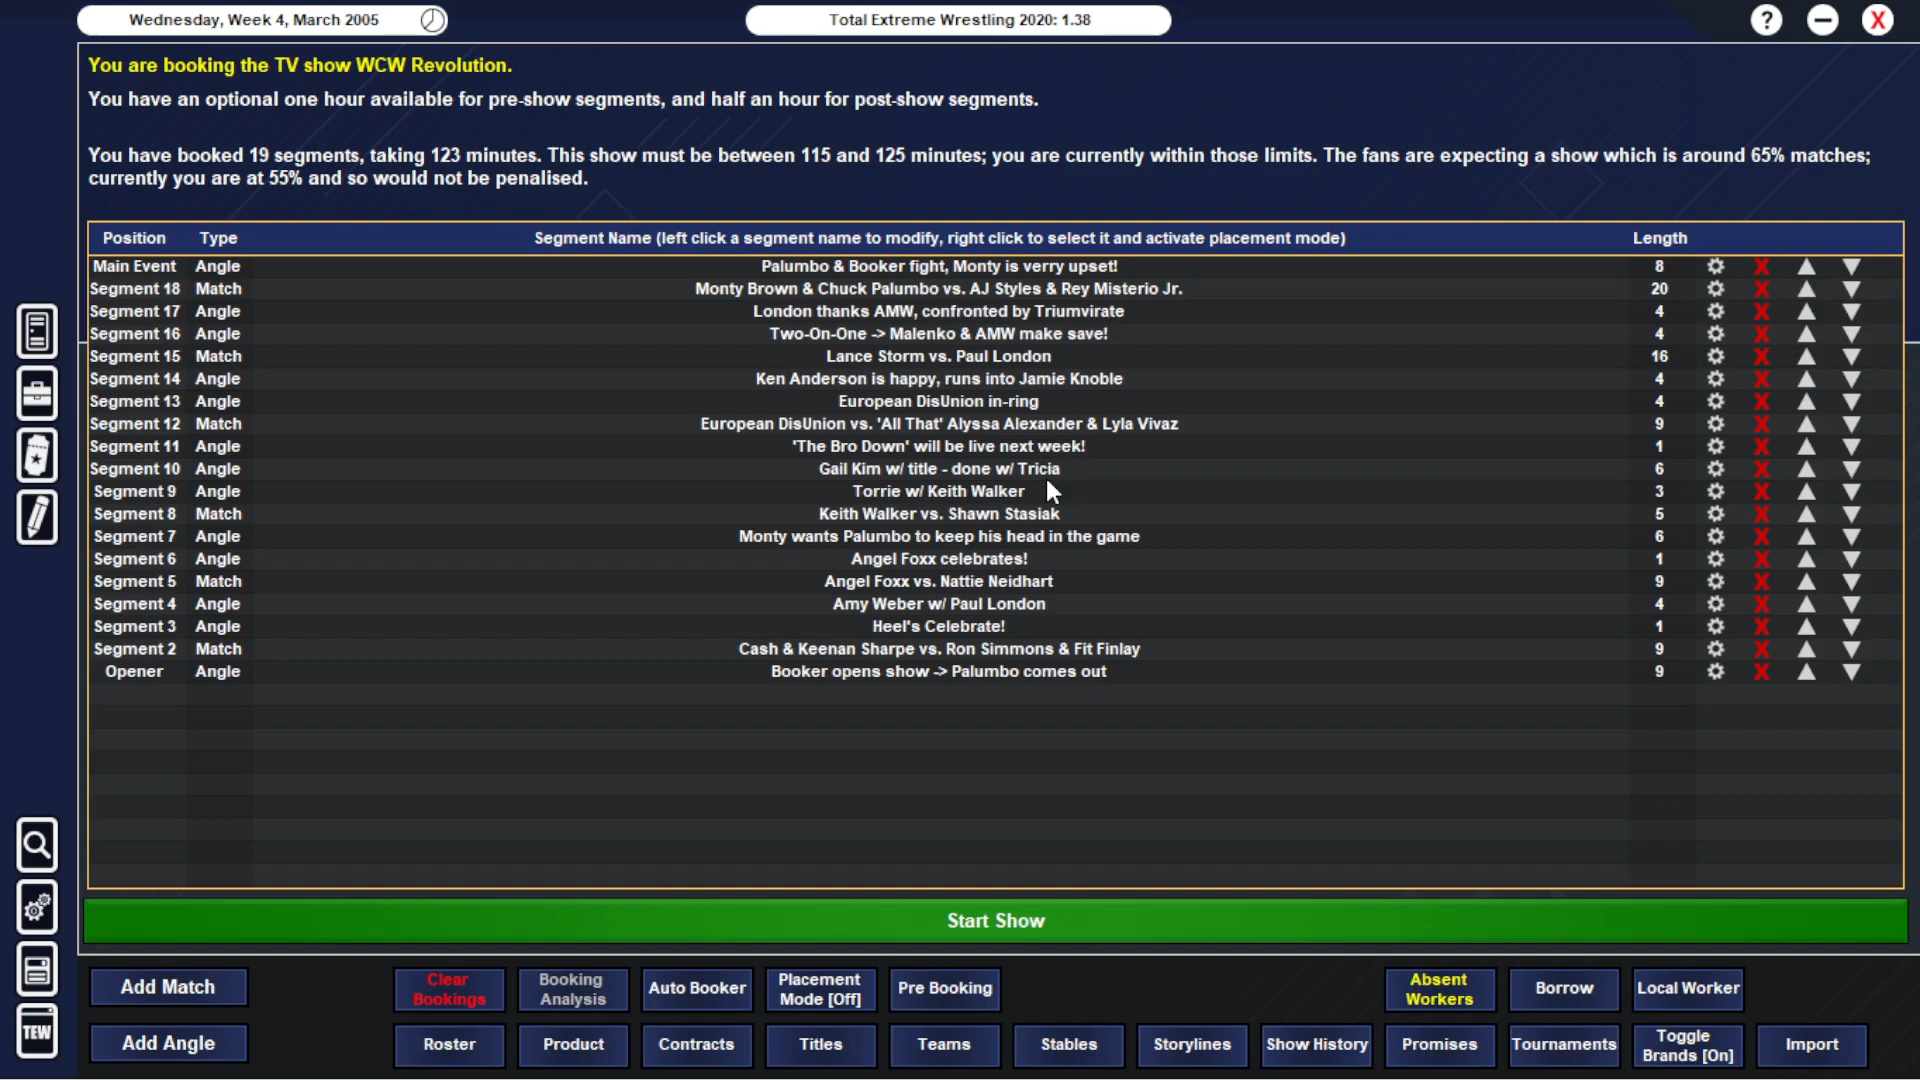 Wednesday, Week 4, March 2005
Total Extreme Wrestling 2020: 1.38
? – X
You are booking the TV show WCW Revolution.
You have an optional one hour available for pre-show segments, and half an hour for post-show segments.
You have booked 19 segments, taking 123 minutes. This show must be between 115 and 125 minutes; you are currently within those limits. The fans are expecting a show which is around 65% matches;
currently you are at 55% and so would not be penalised.
Position Type Segment Name (left click a segment name to modify, right click to select it and activate placement mode) Length
Main Event Angle Palumbo & Booker fight, Monty is verry upset! 8 X
Segment 18 Match Monty Brown & Chuck Palumbo vs. AJ Styles & Rey Misterio Jr. 20 X
Segment 17 Angle London thanks AMW, confronted by Triumvirate 4 X
Segment 16 Angle Two-On-One -> Malenko & AMW make save! 4 X
Segment 15 Match Lance Storm vs. Paul London 16 X
Segment 14 Angle Ken Anderson is happy, runs into Jamie Knoble 4 X
Segment 13 Angle European DisUnion in-ring 4 X
Segment 12 Match European DisUnion vs. 'All That' Alyssa Alexander & Lyla Vivaz 9 X
Segment 11 Angle 'The Bro Down' will be live next week! 1 X
Segment 10 Angle Gail Kim w/ title - done w/ Tricia 6 X
Segment 9 Angle Torrie w/ Keith Walker 3 X
Segment 8 Match Keith Walker vs. Shawn Stasiak 5 X
Segment 7 Angle Monty wants Palumbo to keep his head in the game 6 X
Segment 6 Angle Angel Foxx celebrates! 1 X
Segment 5 Match Angel Foxx vs. Nattie Neidhart 9 X
Segment 4 Angle Amy Weber w/ Paul London 4 X
Segment 3 Angle Heel's Celebrate! 1 X
Segment 2 Match Cash & Keenan Sharpe vs. Ron Simmons & Fit Finlay 9 X
Opener Angle Booker opens show -> Palumbo comes out 9 X
Start Show
Add Match
Clear
Bookings
Booking
Analysis
Auto Booker
Placement
Mode [Off]
Pre Booking
Absent
Workers
Borrow
Local Worker
TEW
Add Angle
Roster
Product
Contracts
Titles
Teams
Stables
Storylines
Show History
Promises
Tournaments
Toggle
Brands [On]
Import